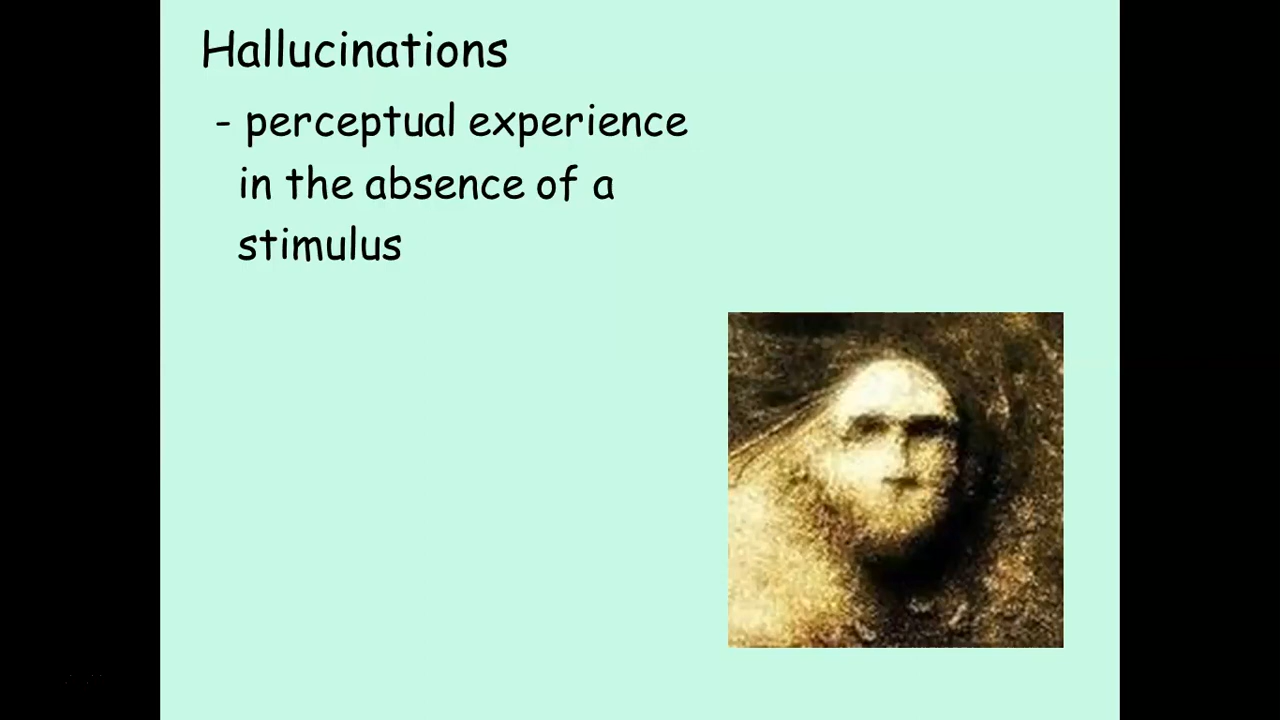 Hallucinations
- perceptual experience
in the absence of a
stimulus